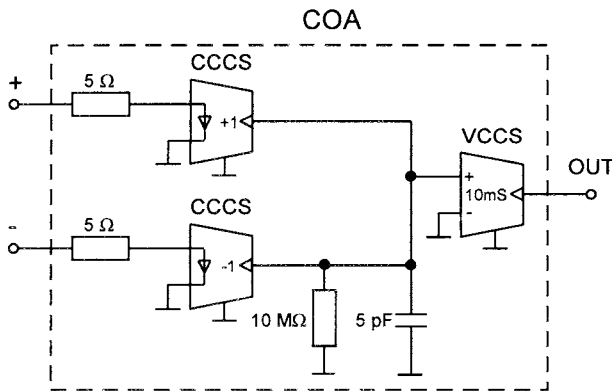 COA
CCCS
+
5 Ω
+1
VCCS
OUT
+
10mS
-
CCCS
-
5 Ω
-1
10 MΩ
5 pF